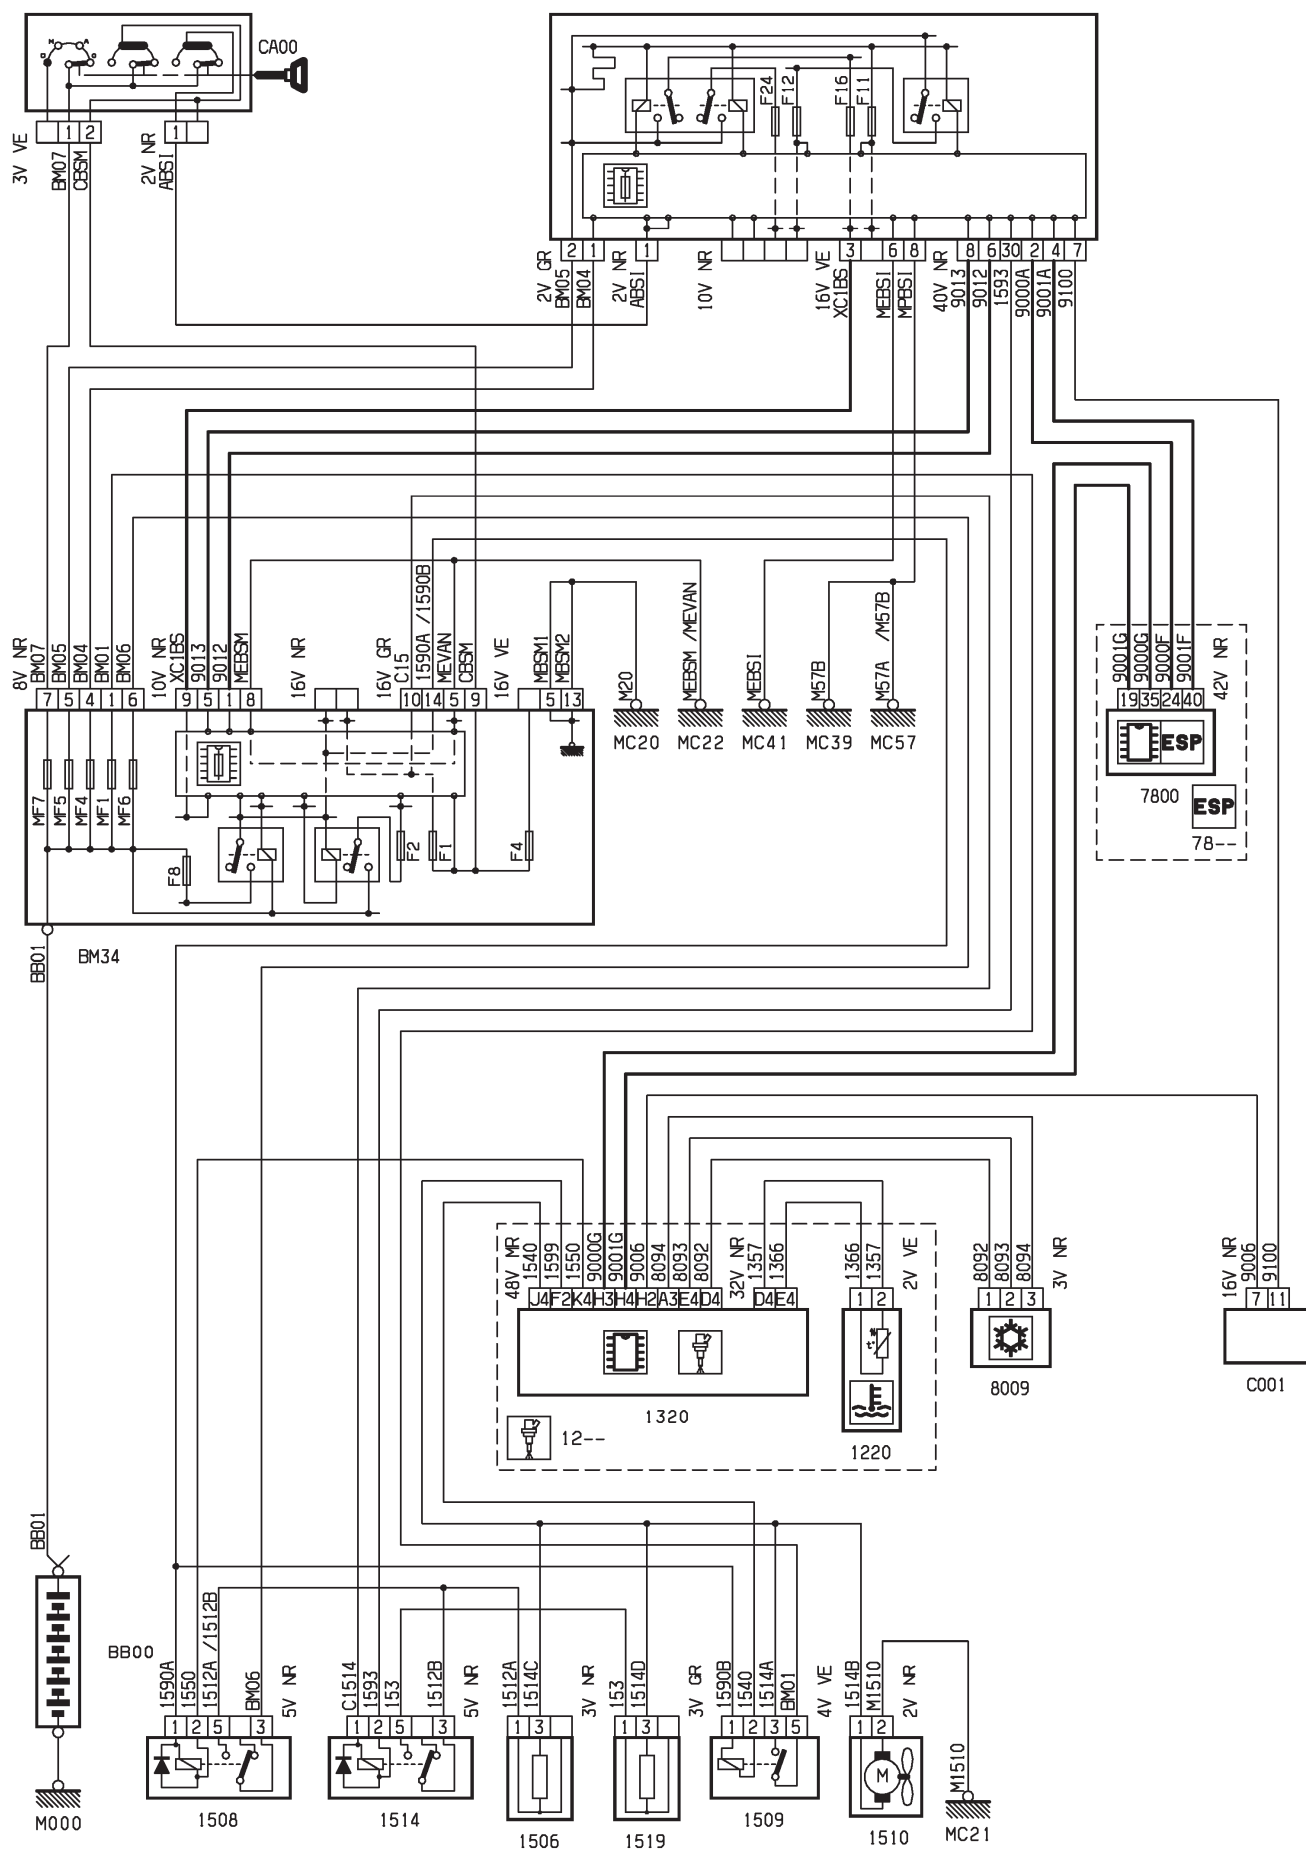 CA00
N A
3V VE
1 2
BM07
CBSM
2V NR
1
ABSI
F24
F12
F16
F11
2V GR
2 1
BM05
BM04
2V NR
1
ABSI
10V NR
16V VE
3 6 8
XC1BS
MEBSI
MPBSI
40V NR
8 6 30 2 4 7
9013
9012
1593
9000A
9001A
9100
8V NR
BM07
BM05
BM04
BM01
BM06
7 5 4 1 6
10V NR
XC1BS
9013
9012
MEBSM
9 5 1 8
16V NR
16V GR
C15
1590A /1590B
MEVAN
CBSM
10 14 5 9
16V VE
MBSM1
MBSM2
5 13
M20
MC20
MEBSM /MEVAN
MC22
MEBSI
MC41
M57B
MC39
M57A /M57B
MC57
9001G
9000G
9000F
9001F
42V NR
19 35 24 40
ESP
7800
ESP
78--
MF7
MF5
MF4
MF1
MF6
F8
F2
F1
F4
BB01
BM34
48V MR
1540
1599
1550
9000G
9001G
9006
8094
8093
8092
J4 F2 K4 H3 H4 H2 A3 E4 D4
32V NR
1357
1366
D4 E4
1366
1357
2V VE
1 2
t°
1320
12--
1220
8092
8093
8094
3V NR
1 2 3
8009
16V NR
9006
9100
7 11
C001
BB01
BB00
M000
1590A
1550
1512A /1512B
BM06
5V NR
1 2 5 3
1508
C1514
1593
153
1512B
5V NR
1 2 5 3
1514
1512A
1514C
3V NR
1 3
1506
153
1514D
3V GR
1 3
1519
1590B
1540
1514A
BM01
4V VE
1 2 3 5
1509
1514B
M1510
2V NR
1 2
M
1510
M1510
MC21